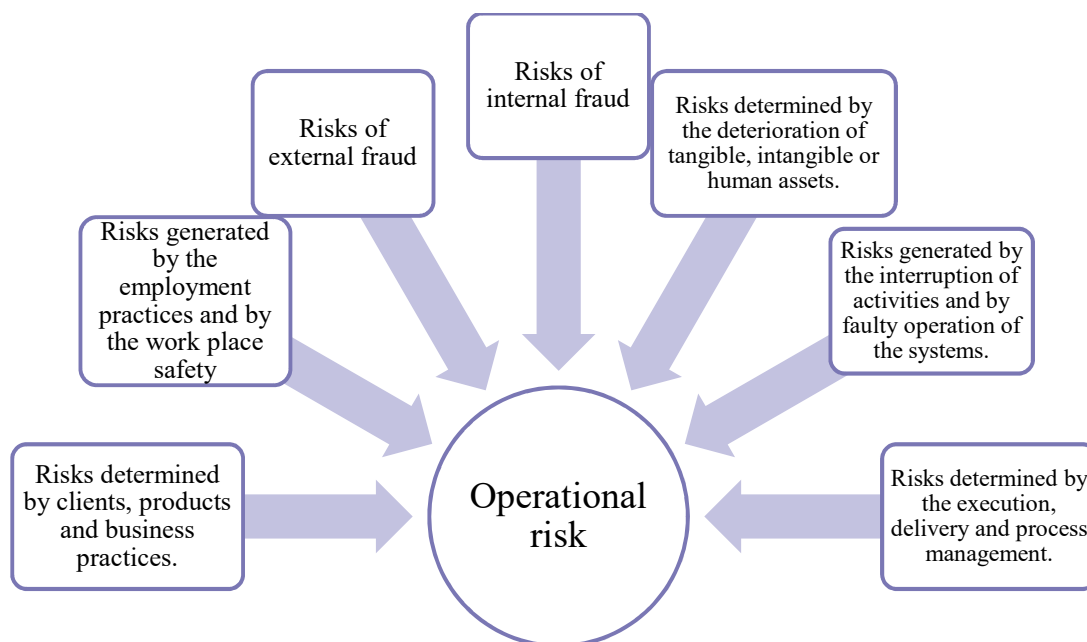 Risks of
internal fraud
Risks of
external fraud
Risks determined by
the deterioration of
tangible, intangible or
human assets.
Risks generated
by the
employment
practices and by
the work place
safety
Risks generated by
the interruption of
activities and by
faulty operation of
the systems.
Risks determined
by clients, products
and business
practices.
Operational
risk
Risks determined by
the execution,
delivery and process
management.